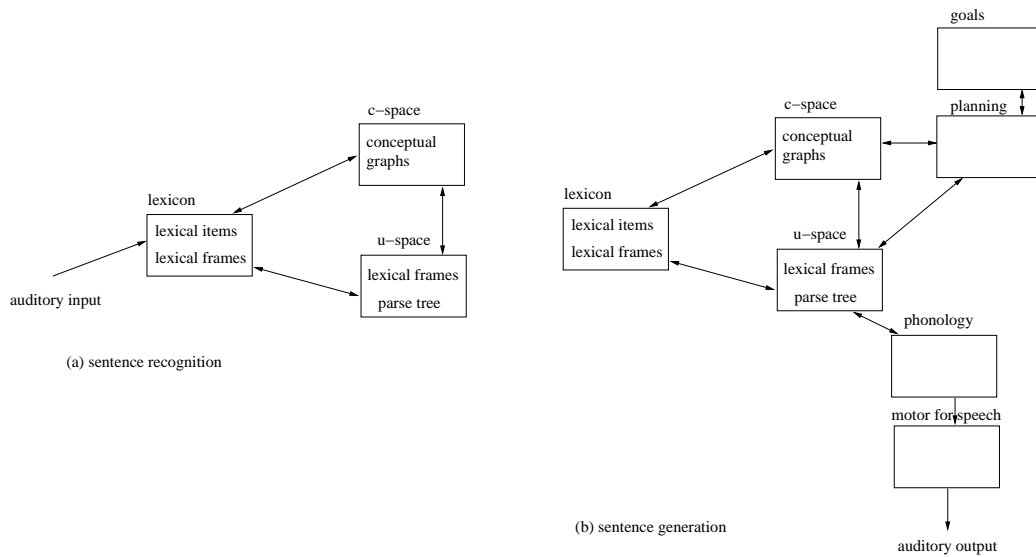 c−space
conceptual
graphs
lexicon
lexical items
lexical frames
u−space
lexical frames
parse tree
auditory input
(a) sentence recognition
goals
planning
c−space
conceptual
graphs
lexicon
lexical items
lexical frames
u−space
lexical frames
parse tree
phonology
motor for speech
(b) sentence generation
auditory output